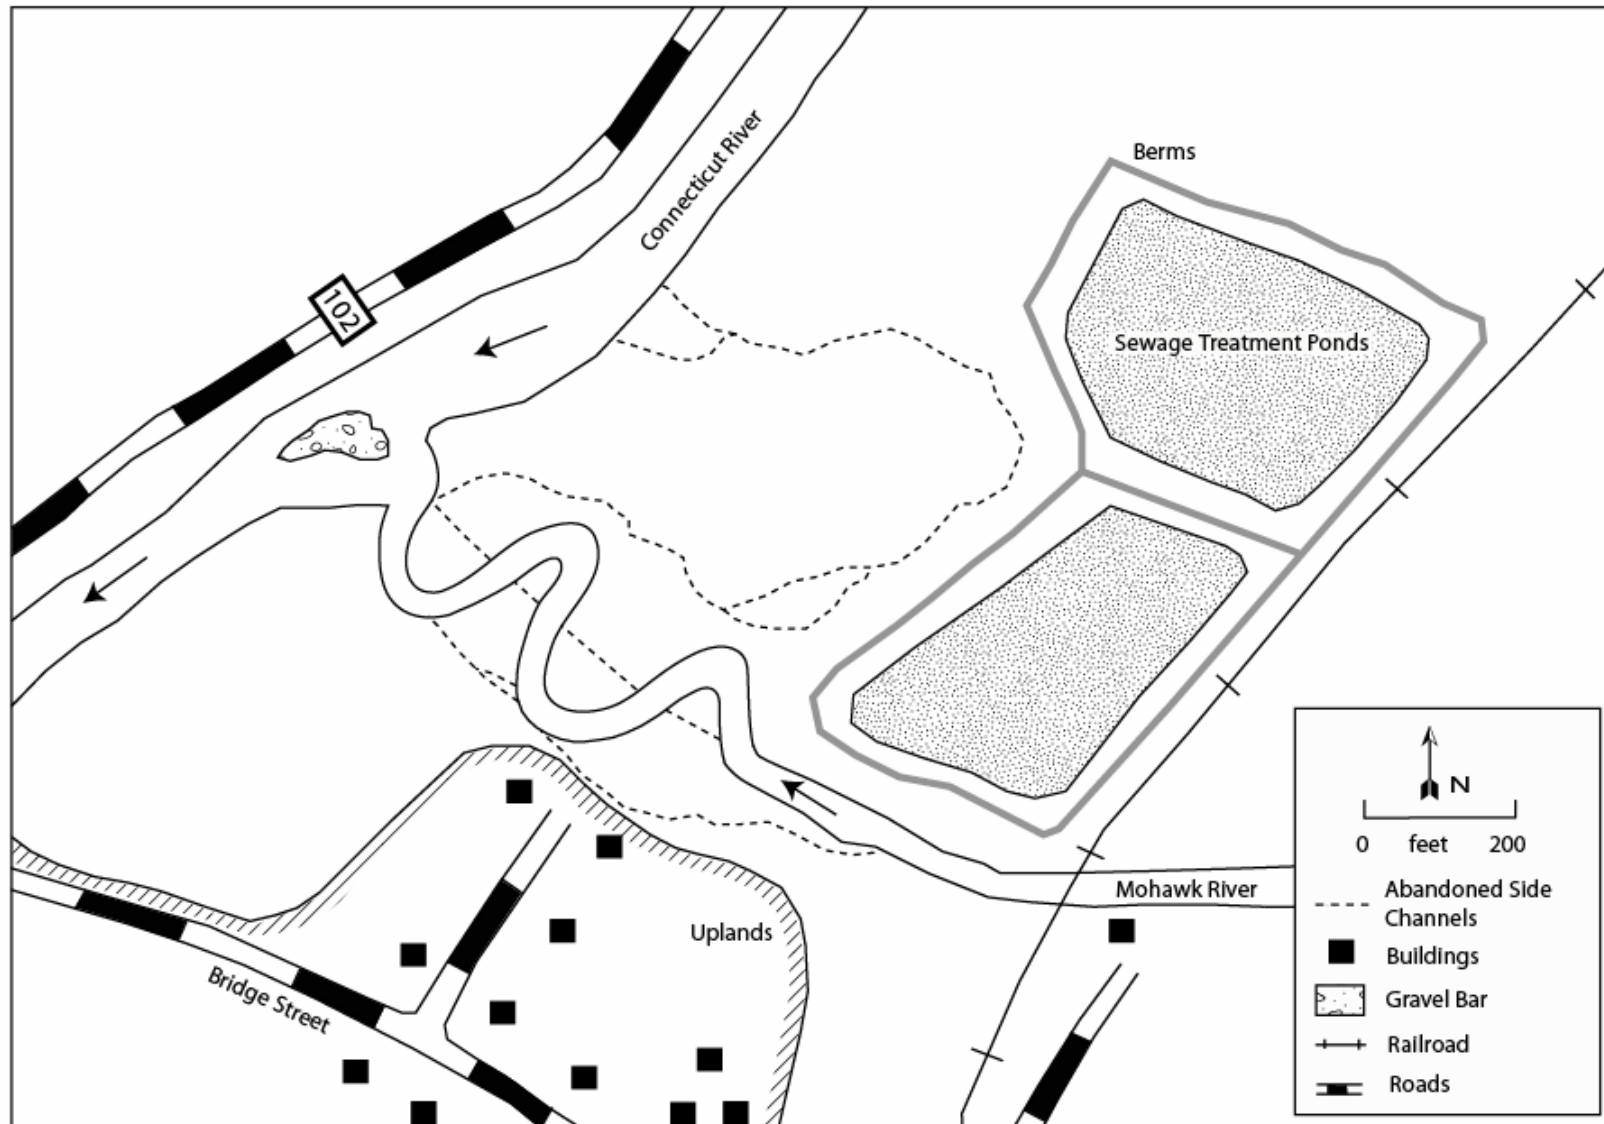 Berms
Connecticut River
102
Sewage Treatment Ponds
N
0 feet 200
Mohawk River
Abandoned Side
Channels
Uplands
Buildings
Bridge Street
Gravel Bar
Railroad
Roads